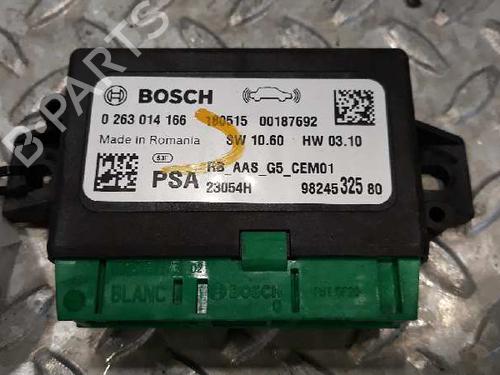 BOSCH
0 263 014 166 180515 00187692
Made in Romania SW 10.60 HW 03.10
RB_AAS_G5_CEM01
PSA 23054H 98245 325 80
BLANC BOSCH
B-PARTS